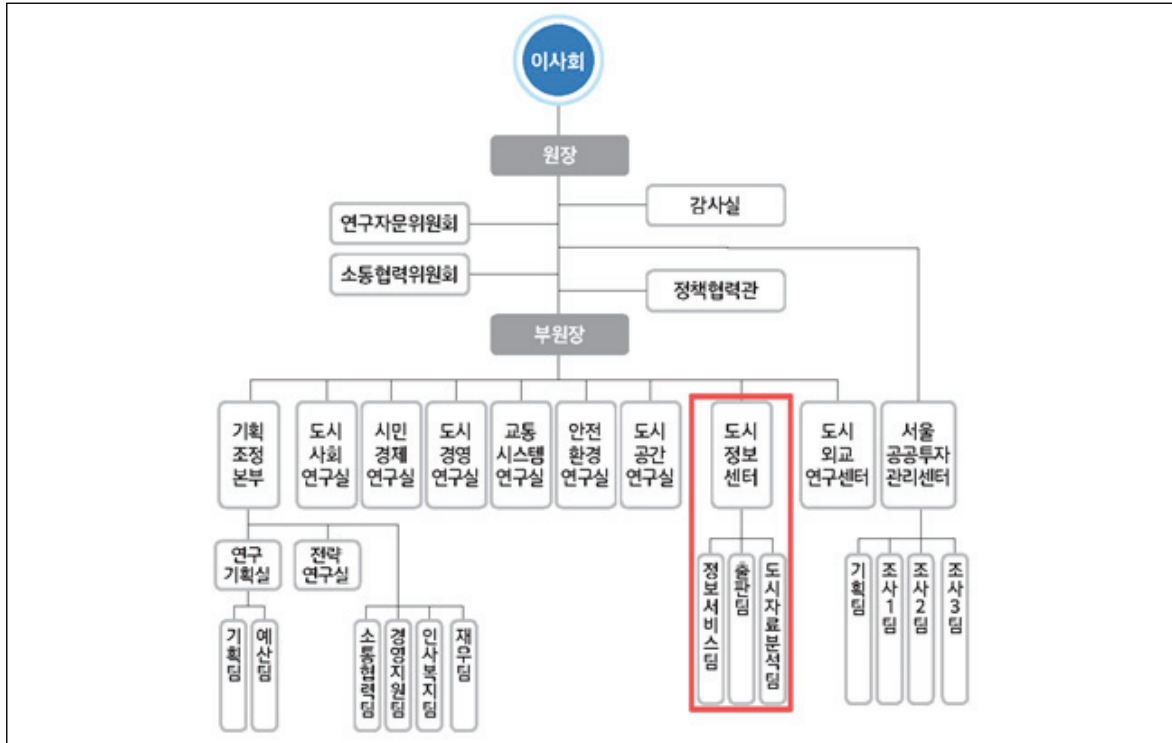 이사회
원장
감사실
연구자문위원회
소통협력위원회
정책협력관
부원장
기획
조정
본부
도시
사회
연구실
시민
경제
연구실
도시
경영
연구실
교통
시스템
연구실
안전
환경
연구실
도시
공간
연구실
도시
정보
센터
도시
외교
연구센터
서울
공공투자
관리센터
연구
기획실
전략
연구실
기획팀
예산팀
소통협력팀
경영지원팀
인사복지팀
재무팀
정보서비스팀
출판팀
도시자료분석팀
기획팀
조사1팀
조사2팀
조사3팀